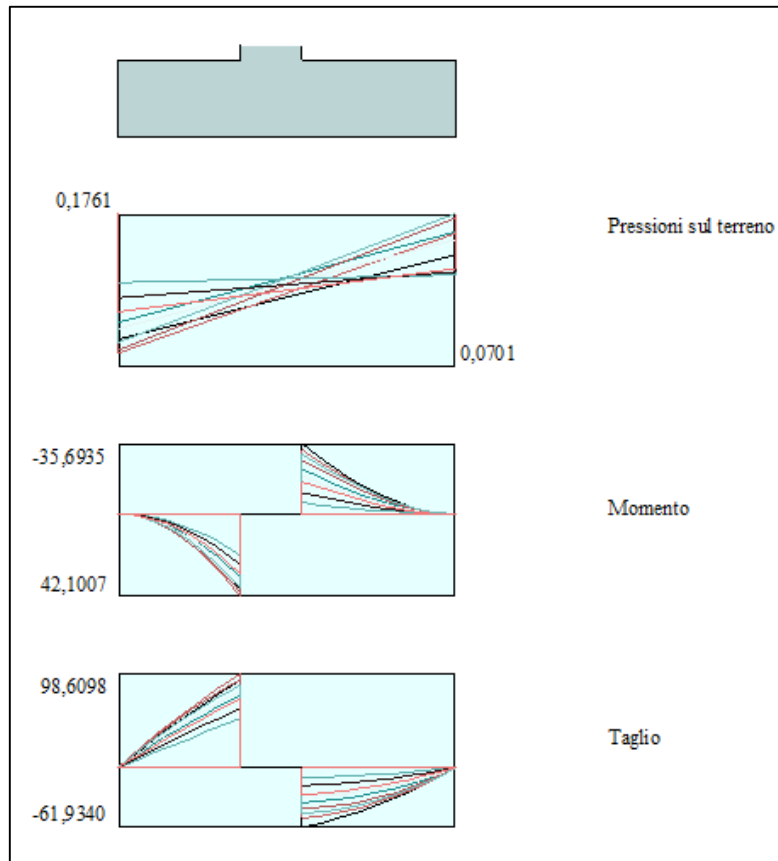 0,1761
Pressioni sul terreno
0,0701
-35,6935
Momento
42,1007
98,6098
Taglio
-61,9340